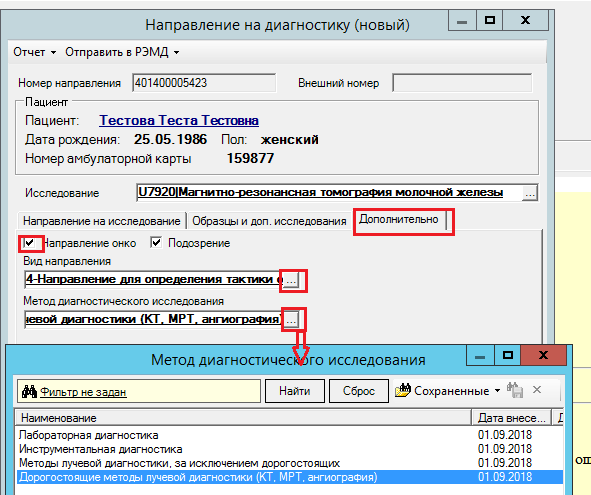 Направление на диагностику (новый)
Отчет Отправить в РЭМД
Номер направления 401400005423 Внешний номер
Пациент
Пациент: Тестова Теста Тестовна
Дата рождения: 25.05.1986 Пол: женский
Номер амбулаторной карты 159877
Исследование U7920|Магнитно-резонансная томография молочной железы ...
Направление на исследование Образцы и доп. исследования Дополнительно
Направление онко Подозрение
Вид направления
4-Направление для определения тактики о ...
Метод диагностического исследования
чевой диагностики (КТ, МРТ, ангиография) ...
Метод диагностического исследования
Фильтр не задан Найти Сброс Сохраненные
Наименование Дата внесе...
Лабораторная диагностика 01.09.2018
Инструментальная диагностика 01.09.2018
Методы лучевой диагностики, за исключением дорогостоящих 01.09.2018
Дорогостоящие методы лучевой диагностики (КТ, МРТ, ангиография) 01.09.2018